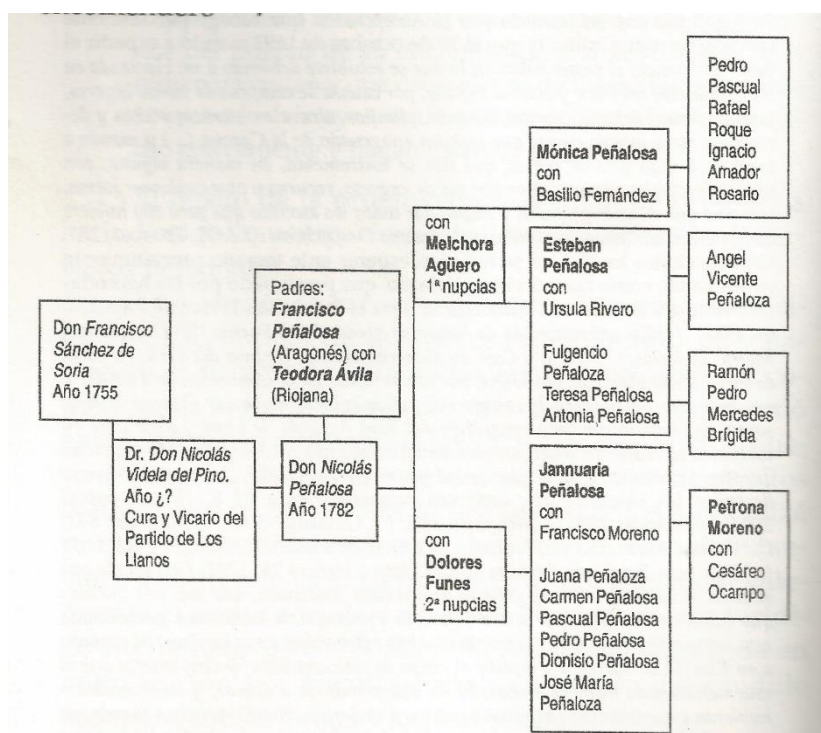 Don Francisco
Sánchez de
Soria
Año 1755
Dr. Don Nicolás
Videla del Pino.
Año ¿?
Cura y Vicario del
Partido de Los
Llanos
Padres:
Francisco
Peñalosa
(Aragonés) con
Teodora Ávila
(Riojana)
Don Nicolás
Peñalosa
Año 1782
con
Melchora
Agüero
1ª nupcias
con
Dolores
Funes
2ª nupcias
Mónica Peñalosa
con
Basilio Fernández
Esteban
Peñalosa
con
Ursula Rivero
Fulgencio
Peñaloza
Teresa Peñalosa
Antonia Peñalosa
Jannuaria
Peñalosa
con
Francisco Moreno
Juana Peñaloza
Carmen Peñalosa
Pascual Peñalosa
Pedro Peñalosa
Dionisio Peñalosa
José María
Peñaloza
Pedro
Pascual
Rafael
Roque
Ignacio
Amador
Rosario
Angel
Vicente
Peñaloza
Ramón
Pedro
Mercedes
Brígida
Petrona
Moreno
con
Cesáreo
Ocampo